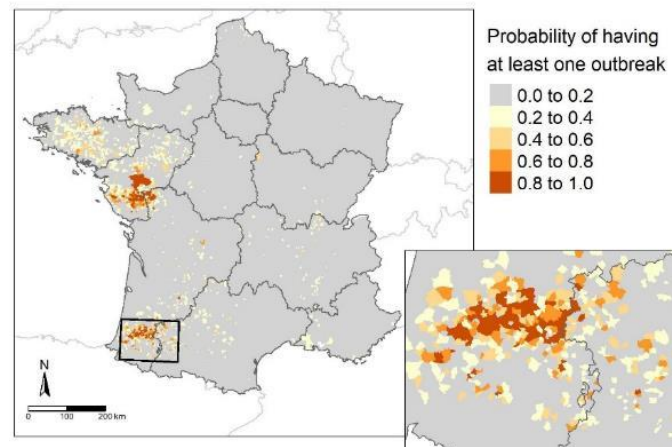 Probability of having
at least one outbreak
0.0 to 0.2
0.2 to 0.4
0.4 to 0.6
0.6 to 0.8
0.8 to 1.0
N
0 100 200 km